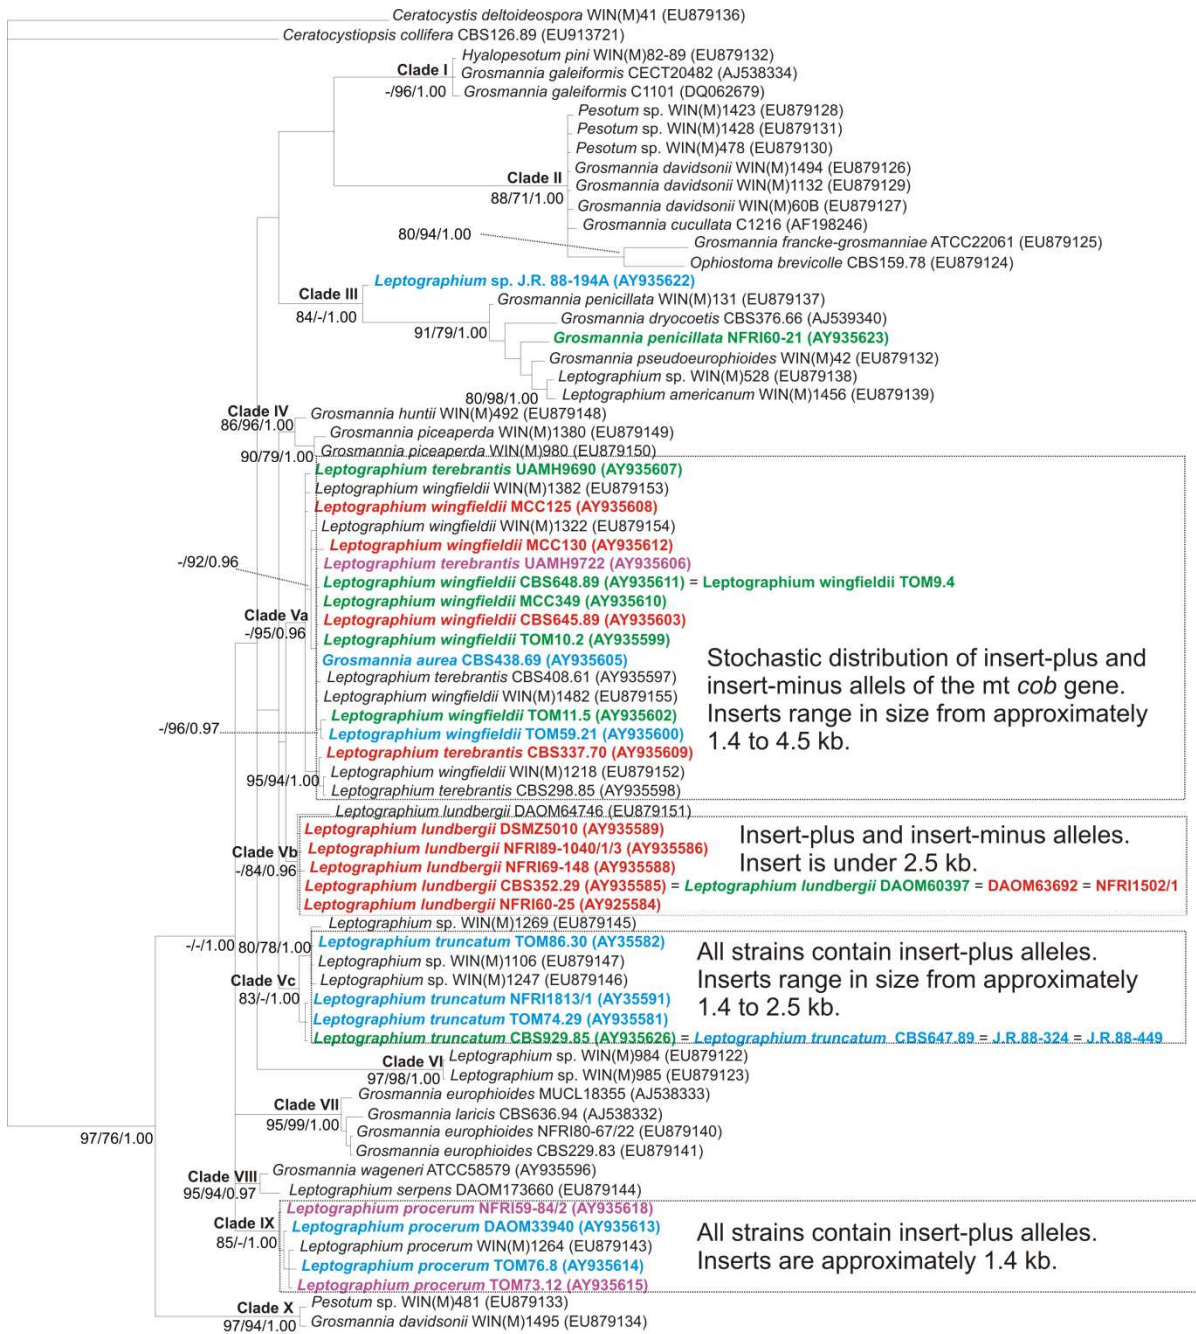 Ceratocystis deltoideospora WIN(M)41 (EU879136)
Ceratocystiopsis collifera CBS126.89 (EU913721)
Hyalopesotum pini WIN(M)82-89 (EU879132)
Clade I
Grosmannia galeiformis CECT20482 (AJ538334)
-/96/1.00
Grosmannia galeiformis C1101 (DQ062679)
Pesotum sp. WIN(M)1423 (EU879128)
Pesotum sp. WIN(M)1428 (EU879131)
Pesotum sp. WIN(M)478 (EU879130)
Grosmannia davidsonii WIN(M)1494 (EU879126)
Clade II
Grosmannia davidsonii WIN(M)1132 (EU879129)
88/71/1.00
Grosmannia davidsonii WIN(M)60B (EU879127)
Grosmannia cucullata C1216 (AF198246)
80/94/1.00
Grosmannia francke-grosmanniae ATCC22061 (EU879125)
Ophiostoma brevicolle CBS159.78 (EU879124)
Leptographium sp. J.R. 88-194A (AY935622)
Clade III
Grosmannia penicillata WIN(M)131 (EU879137)
84/-/1.00
Grosmannia dryocoetis CBS376.66 (AJ539340)
91/79/1.00
Grosmannia penicillata NFRI60-21 (AY935623)
Grosmannia pseudoeurophioides WIN(M)42 (EU879132)
Leptographium sp. WIN(M)528 (EU879138)
80/98/1.00
Leptographium americanum WIN(M)1456 (EU879139)
Clade IV
Grosmannia huntii WIN(M)492 (EU879148)
86/96/1.00
Grosmannia piceaperda WIN(M)1380 (EU879149)
90/79/1.00
Grosmannia piceaperda WIN(M)980 (EU879150)
Leptographium terebrantis UAMH9690 (AY935607)
Leptographium wingfieldii WIN(M)1382 (EU879153)
Leptographium wingfieldii MCC125 (AY935608)
Leptographium wingfieldii WIN(M)1322 (EU879154)
Leptographium wingfieldii MCC130 (AY935612)
-/92/0.96
Leptographium terebrantis UAMH9722 (AY935606)
Leptographium wingfieldii CBS648.89 (AY935611) = Leptographium wingfieldii TOM9.4
Leptographium wingfieldii MCC349 (AY935610)
Clade Va
Leptographium wingfieldii CBS645.89 (AY935603)
-/95/0.96
Leptographium wingfieldii TOM10.2 (AY935599)
Grosmannia aurea CBS438.69 (AY935605)
Leptographium terebrantis CBS408.61 (AY935597)
Leptographium wingfieldii WIN(M)1482 (EU879155)
Stochastic distribution of insert-plus and
insert-minus allels of the mt cob gene.
Inserts range in size from approximately
1.4 to 4.5 kb.
Leptographium wingfieldii TOM11.5 (AY935602)
-/96/0.97
Leptographium wingfieldii TOM59.21 (AY935600)
Leptographium terebrantis CBS337.70 (AY935609)
Leptographium wingfieldii WIN(M)1218 (EU879152)
95/94/1.00
Leptographium terebrantis CBS298.85 (AY935598)
Leptographium lundbergii DAOM64746 (EU879151)
Leptographium lundbergii DSMZ5010 (AY935589)
Leptographium lundbergii NFRI89-1040/1/3 (AY935586)
Clade Vb
Leptographium lundbergii NFRI69-148 (AY935588)
Insert-plus and insert-minus alleles.
Insert is under 2.5 kb.
-/84/0.96
Leptographium lundbergii CBS352.29 (AY935585) = Leptographium lundbergii DAOM60397 = DAOM63692 = NFRI1502/1
Leptographium lundbergii NFRI60-25 (AY925584)
Leptographium sp. WIN(M)1269 (EU879145)
-/-/1.00
80/78/1.00
Leptographium truncatum TOM86.30 (AY35582)
Leptographium sp. WIN(M)1106 (EU879147)
Clade Vc
Leptographium sp. WIN(M)1247 (EU879146)
83/-/1.00
Leptographium truncatum NFRI1813/1 (AY35591)
Leptographium truncatum TOM74.29 (AY935581)
All strains contain insert-plus alleles.
Inserts range in size from approximately
1.4 to 2.5 kb.
Leptographium truncatum CBS929.85 (AY935626) = Leptographium truncatum CBS647.89 = J.R.88-324 = J.R.88-449
Clade VI
Leptographium sp. WIN(M)984 (EU879122)
97/98/1.00
Leptographium sp. WIN(M)985 (EU879123)
Grosmannia europhioides MUCL18355 (AJ538333)
Clade VII
Grosmannia laricis CBS636.94 (AJ538332)
95/99/1.00
Grosmannia europhioides NFRI80-67/22 (EU879140)
97/76/1.00
Grosmannia europhioides CBS229.83 (EU879141)
Clade VIII
Grosmannia wageneri ATCC58579 (AY935596)
95/94/0.97
Leptographium serpens DAOM173660 (EU879144)
Leptographium procerum NFRI59-84/2 (AY935618)
Clade IX
Leptographium procerum DAOM33940 (AY935613)
85/-/1.00
Leptographium procerum WIN(M)1264 (EU879143)
Leptographium procerum TOM76.8 (AY935614)
Leptographium procerum TOM73.12 (AY935615)
All strains contain insert-plus alleles.
Inserts are approximately 1.4 kb.
Clade X
Pesotum sp. WIN(M)481 (EU879133)
97/94/1.00
Grosmannia davidsonii WIN(M)1495 (EU879134)